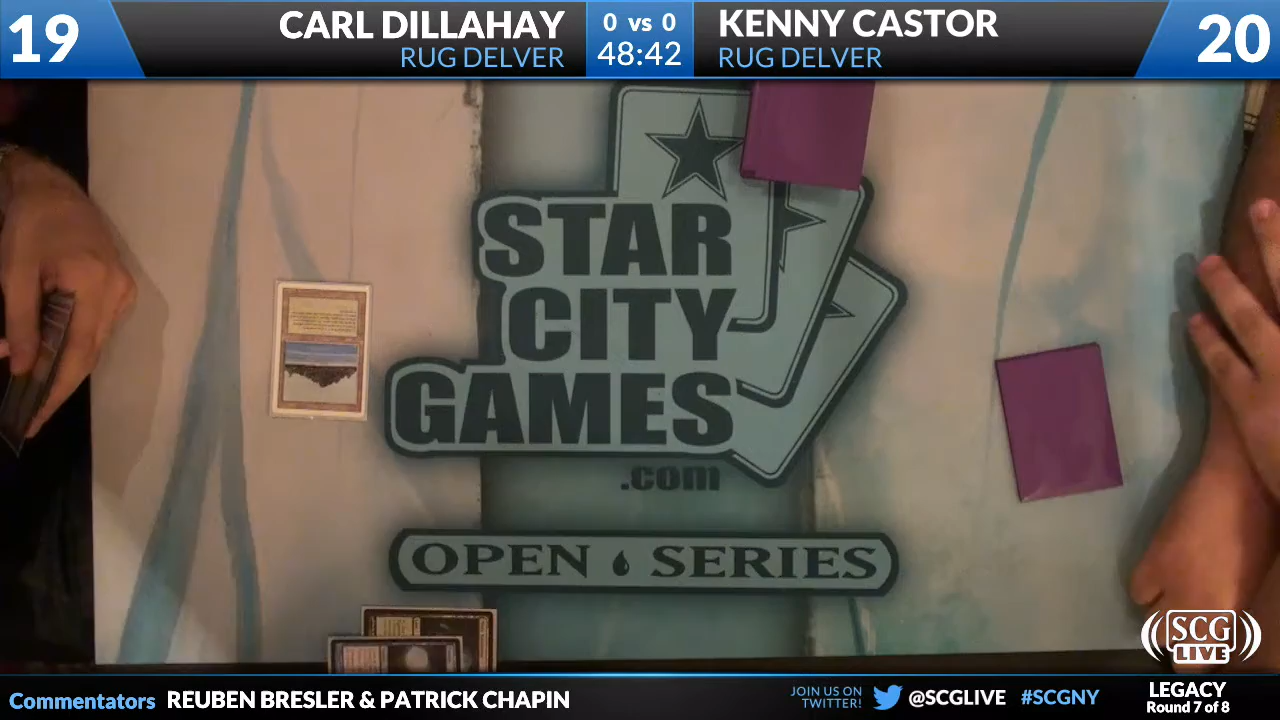 19
CARL DILLAHAY
RUG DELVER
0 vs 0
48:42
KENNY CASTOR
RUG DELVER
20
STAR
CITY
GAMES
.com
OPEN SERIES
SCG
LIVE
Commentators REUBEN BRESLER & PATRICK CHAPIN
JOIN US ON
TWITTER!
@SCGLIVE #SCGNY
LEGACY
Round 7 of 8